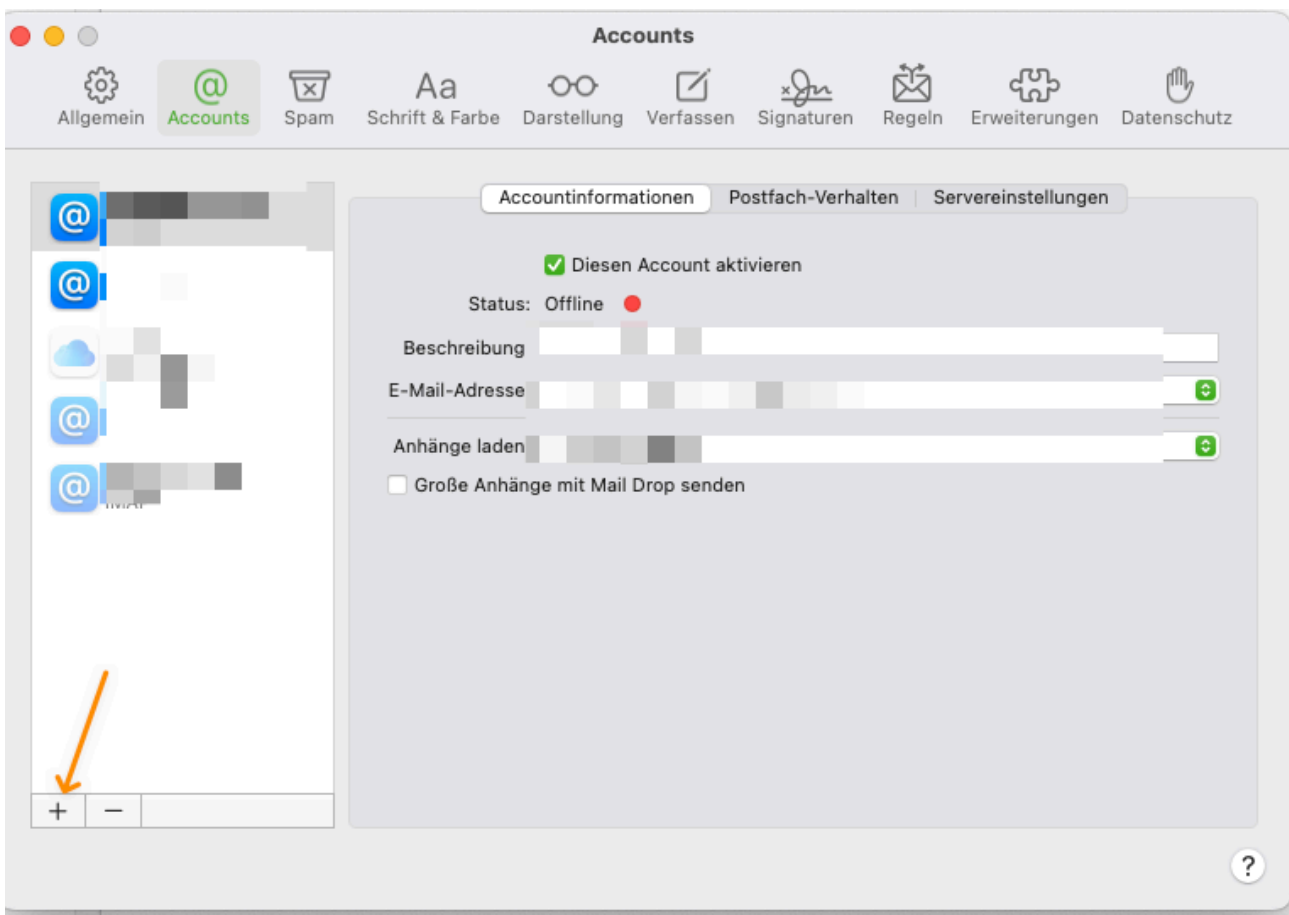 Accounts
Allgemein Accounts Spam Schrift & Farbe Darstellung Verfassen Signaturen Regeln Erweiterungen Datenschutz
Accountinformationen Postfach-Verhalten Servereinstellungen
Diesen Account aktivieren
Status: Offline
Beschreibung
E-Mail-Adresse
Anhänge laden
Große Anhänge mit Mail Drop senden
+ −
?